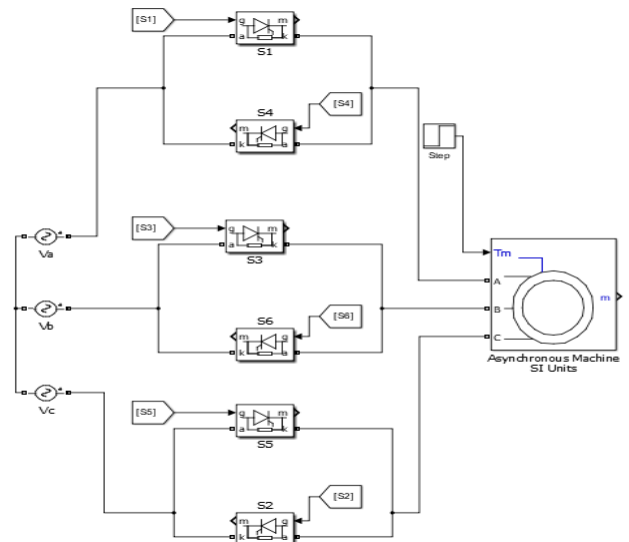 [S1]
g m
a k
S1
S4
m g
k a
[S4]
Step
[S3]
g m
a k
S3
Va
Tm
A
B
C
m
Vb
S6
m g
k a
[S6]
Asynchronous Machine
SI Units
Vc
[S5]
g m
a k
S5
S2
m g
k a
[S2]